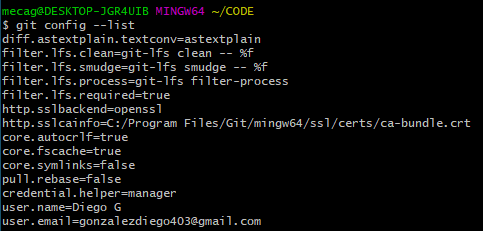 mecag@DESKTOP-JGR4UIB MINGW64 ~/CODE
$ git config --list
diff.astextplain.textconv=astextplain
filter.lfs.clean=git-lfs clean -- %f
filter.lfs.smudge=git-lfs smudge -- %f
filter.lfs.process=git-lfs filter-process
filter.lfs.required=true
http.sslbackend=openssl
http.sslcainfo=C:/Program Files/Git/mingw64/ssl/certs/ca-bundle.crt
core.autocrlf=true
core.fscache=true
core.symlinks=false
pull.rebase=false
credential.helper=manager
user.name=Diego G
user.email=gonzalezdiego403@gmail.com